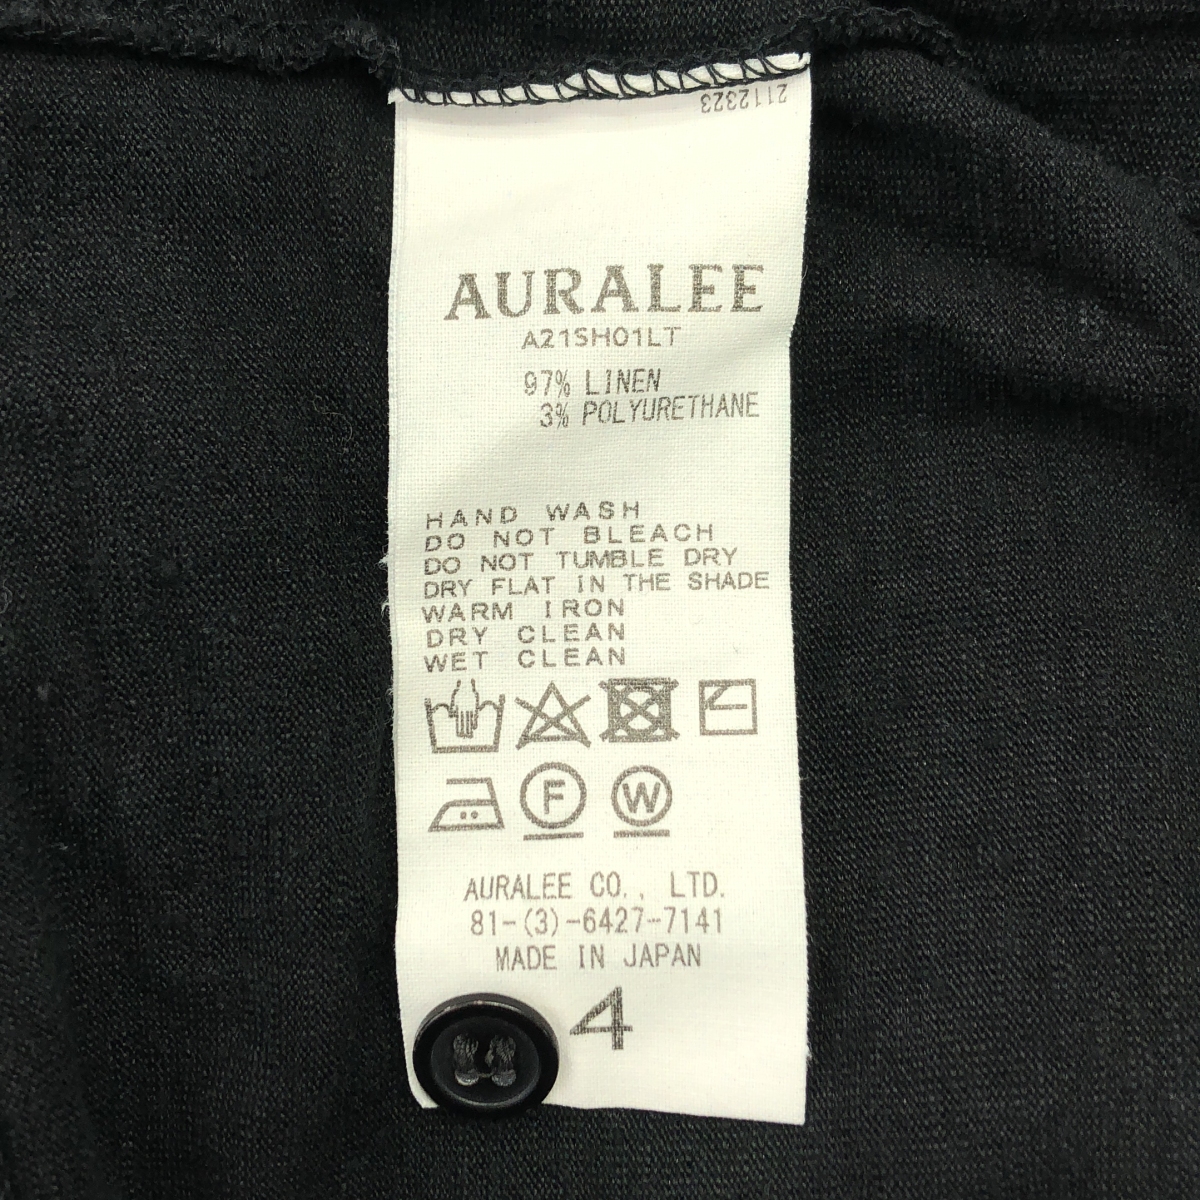 2112323
AURALEE
A21SH01LT
97% LINEN
3% POLYURETHANE
HAND WASH
DO NOT BLEACH
DO NOT TUMBLE DRY
DRY FLAT IN THE SHADE
WARM IRON
DRY CLEAN
WET CLEAN
F W
AURALEE CO., LTD.
81-(3)-6427-7141
MADE IN JAPAN
4